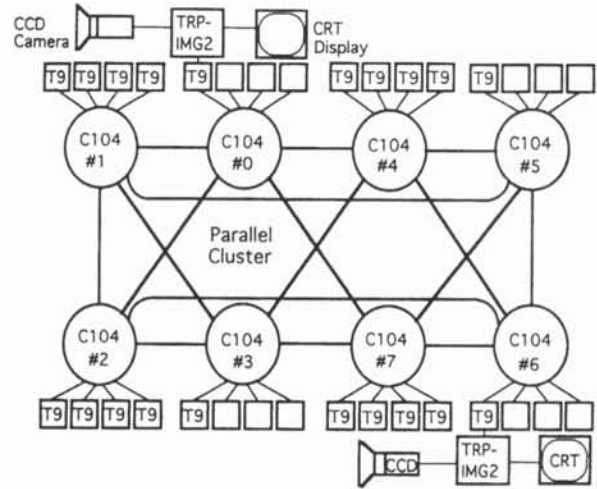 CCD
Camera
TRP-
IMG2
CRT
Display
T9 T9 T9 T9
T9
T9 T9 T9 T9
T9
C104
#1
C104
#0
C104
#4
C104
#5
Parallel
Cluster
C104
#2
C104
#3
C104
#7
C104
#6
T9 T9 T9 T9
T9
T9 T9 T9 T9
T9
CCD
TRP-
IMG2
CRT